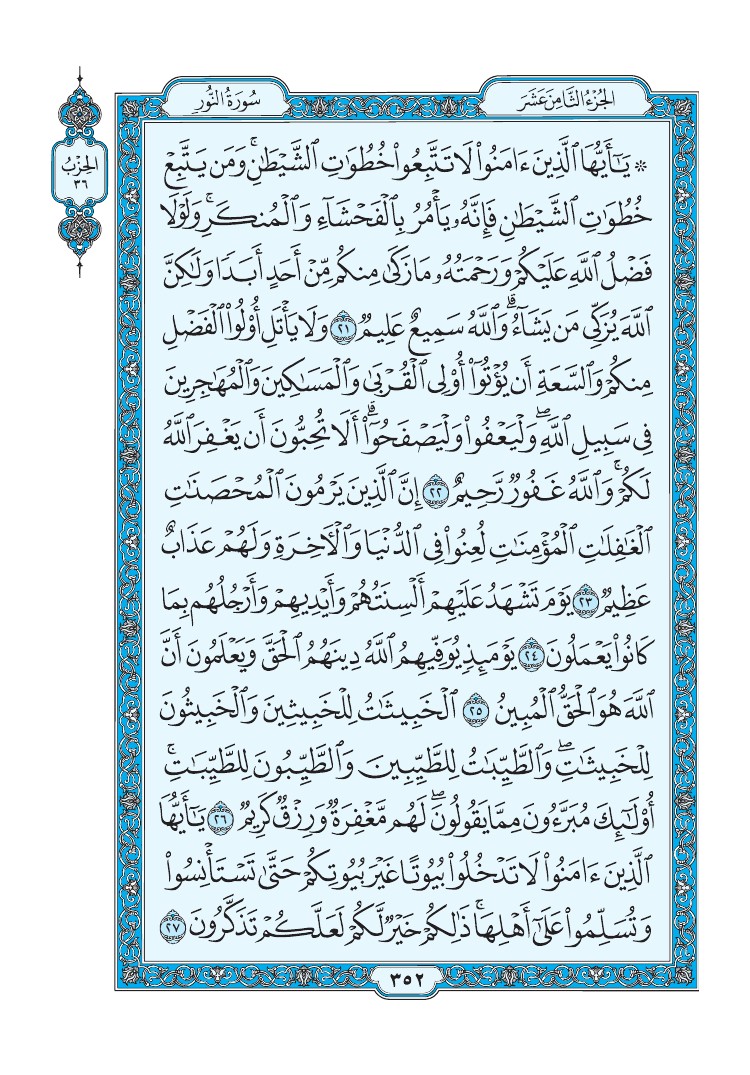 الجُزْءُ الثَّامِنَ عَشَرَ
سُورَةُ النُّورِ
الحِزْبُ
٣٦
۞ يَٰٓأَيُّهَا ٱلَّذِينَ ءَامَنُوا۟ لَا تَتَّبِعُوا۟ خُطُوَٰتِ ٱلشَّيْطَٰنِۚ وَمَن يَتَّبِعْ
خُطُوَٰتِ ٱلشَّيْطَٰنِ فَإِنَّهُۥ يَأْمُرُ بِٱلْفَحْشَآءِ وَٱلْمُنكَرِۚ وَلَوْلَا
فَضْلُ ٱللَّهِ عَلَيْكُمْ وَرَحْمَتُهُۥ مَا زَكَىٰ مِنكُم مِّنْ أَحَدٍ أَبَدًا وَلَٰكِنَّ
ٱللَّهَ يُزَكِّى مَن يَشَآءُۗ وَٱللَّهُ سَمِيعٌ عَلِيمٌ ٢١ وَلَا يَأْتَلِ أُو۟لُوا۟ ٱلْفَضْلِ
مِنكُمْ وَٱلسَّعَةِ أَن يُؤْتُوٓا۟ أُو۟لِى ٱلْقُرْبَىٰ وَٱلْمَسَٰكِينَ وَٱلْمُهَٰجِرِينَ
فِى سَبِيلِ ٱللَّهِۖ وَلْيَعْفُوا۟ وَلْيَصْفَحُوٓا۟ۗ أَلَا تُحِبُّونَ أَن يَغْفِرَ ٱللَّهُ
لَكُمْۚ وَٱللَّهُ غَفُورٌ رَّحِيمٌ ٢٢ إِنَّ ٱلَّذِينَ يَرْمُونَ ٱلْمُحْصَنَٰتِ
ٱلْغَٰفِلَٰتِ ٱلْمُؤْمِنَٰتِ لُعِنُوا۟ فِى ٱلدُّنْيَا وَٱلْءَاخِرَةِ وَلَهُمْ عَذَابٌ
عَظِيمٌ ٢٣ يَوْمَ تَشْهَدُ عَلَيْهِمْ أَلْسِنَتُهُمْ وَأَيْدِيهِمْ وَأَرْجُلُهُم بِمَا
كَانُوا۟ يَعْمَلُونَ ٢٤ يَوْمَئِذٍ يُوَفِّيهِمُ ٱللَّهُ دِينَهُمُ ٱلْحَقَّ وَيَعْلَمُونَ أَنَّ
ٱللَّهَ هُوَ ٱلْحَقُّ ٱلْمُبِينُ ٢٥ ٱلْخَبِيثَٰتُ لِلْخَبِيثِينَ وَٱلْخَبِيثُونَ
لِلْخَبِيثَٰتِۖ وَٱلطَّيِّبَٰتُ لِلطَّيِّبِينَ وَٱلطَّيِّبُونَ لِلطَّيِّبَٰتِۚ
أُو۟لَٰٓئِكَ مُبَرَّءُونَ مِمَّا يَقُولُونَۖ لَهُم مَّغْفِرَةٌ وَرِزْقٌ كَرِيمٌ ٢٦ يَٰٓأَيُّهَا
ٱلَّذِينَ ءَامَنُوا۟ لَا تَدْخُلُوا۟ بُيُوتًا غَيْرَ بُيُوتِكُمْ حَتَّىٰ تَسْتَأْنِسُوا۟
وَتُسَلِّمُوا۟ عَلَىٰٓ أَهْلِهَاۚ ذَٰلِكُمْ خَيْرٌ لَّكُمْ لَعَلَّكُمْ تَذَكَّرُونَ ٢٧
٣٥٢